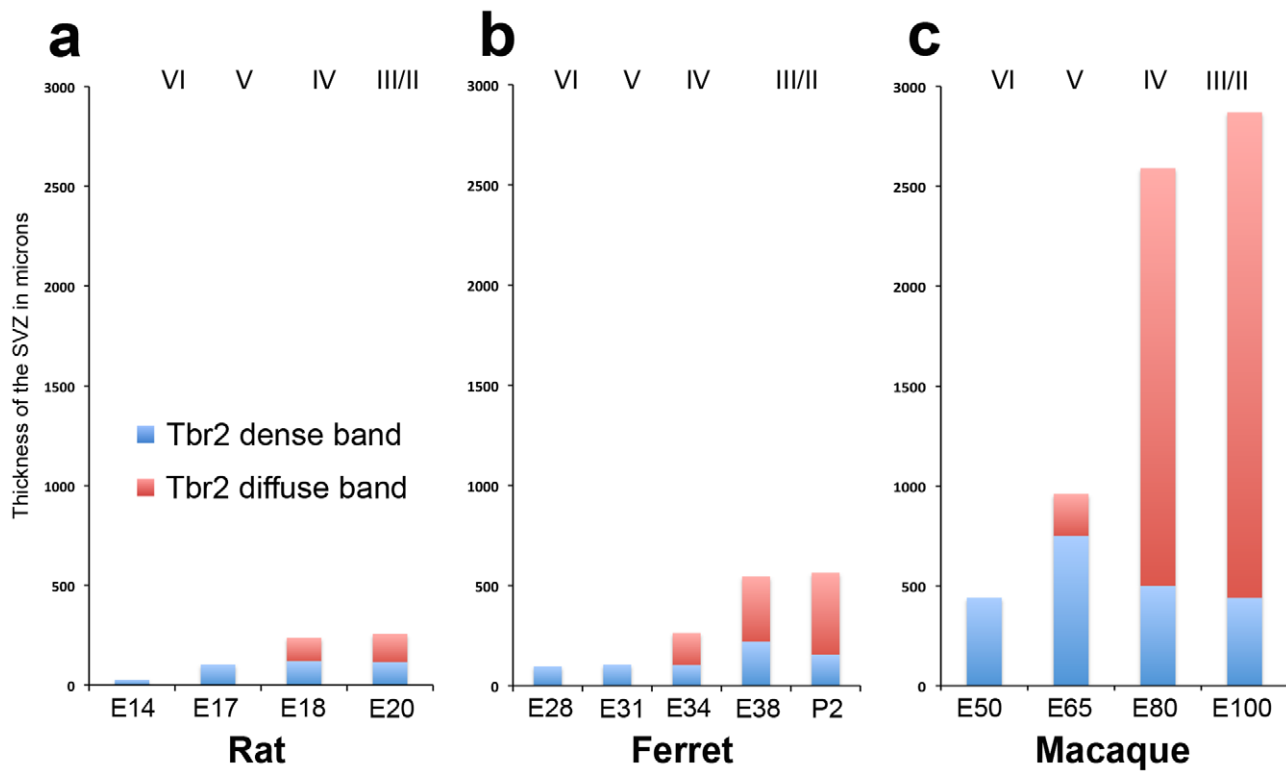 a
VI V IV III/II
3000
2500
2000
1500
1000
500
0
Thickness of the SVZ in microns
Tbr2 dense band
Tbr2 diffuse band
E14 E17 E18 E20
Rat
b
VI V IV III/II
3000
2500
2000
1500
1000
500
0
E28 E31 E34 E38 P2
Ferret
c
VI V IV III/II
3000
2500
2000
1500
1000
500
0
E50 E65 E80 E100
Macaque